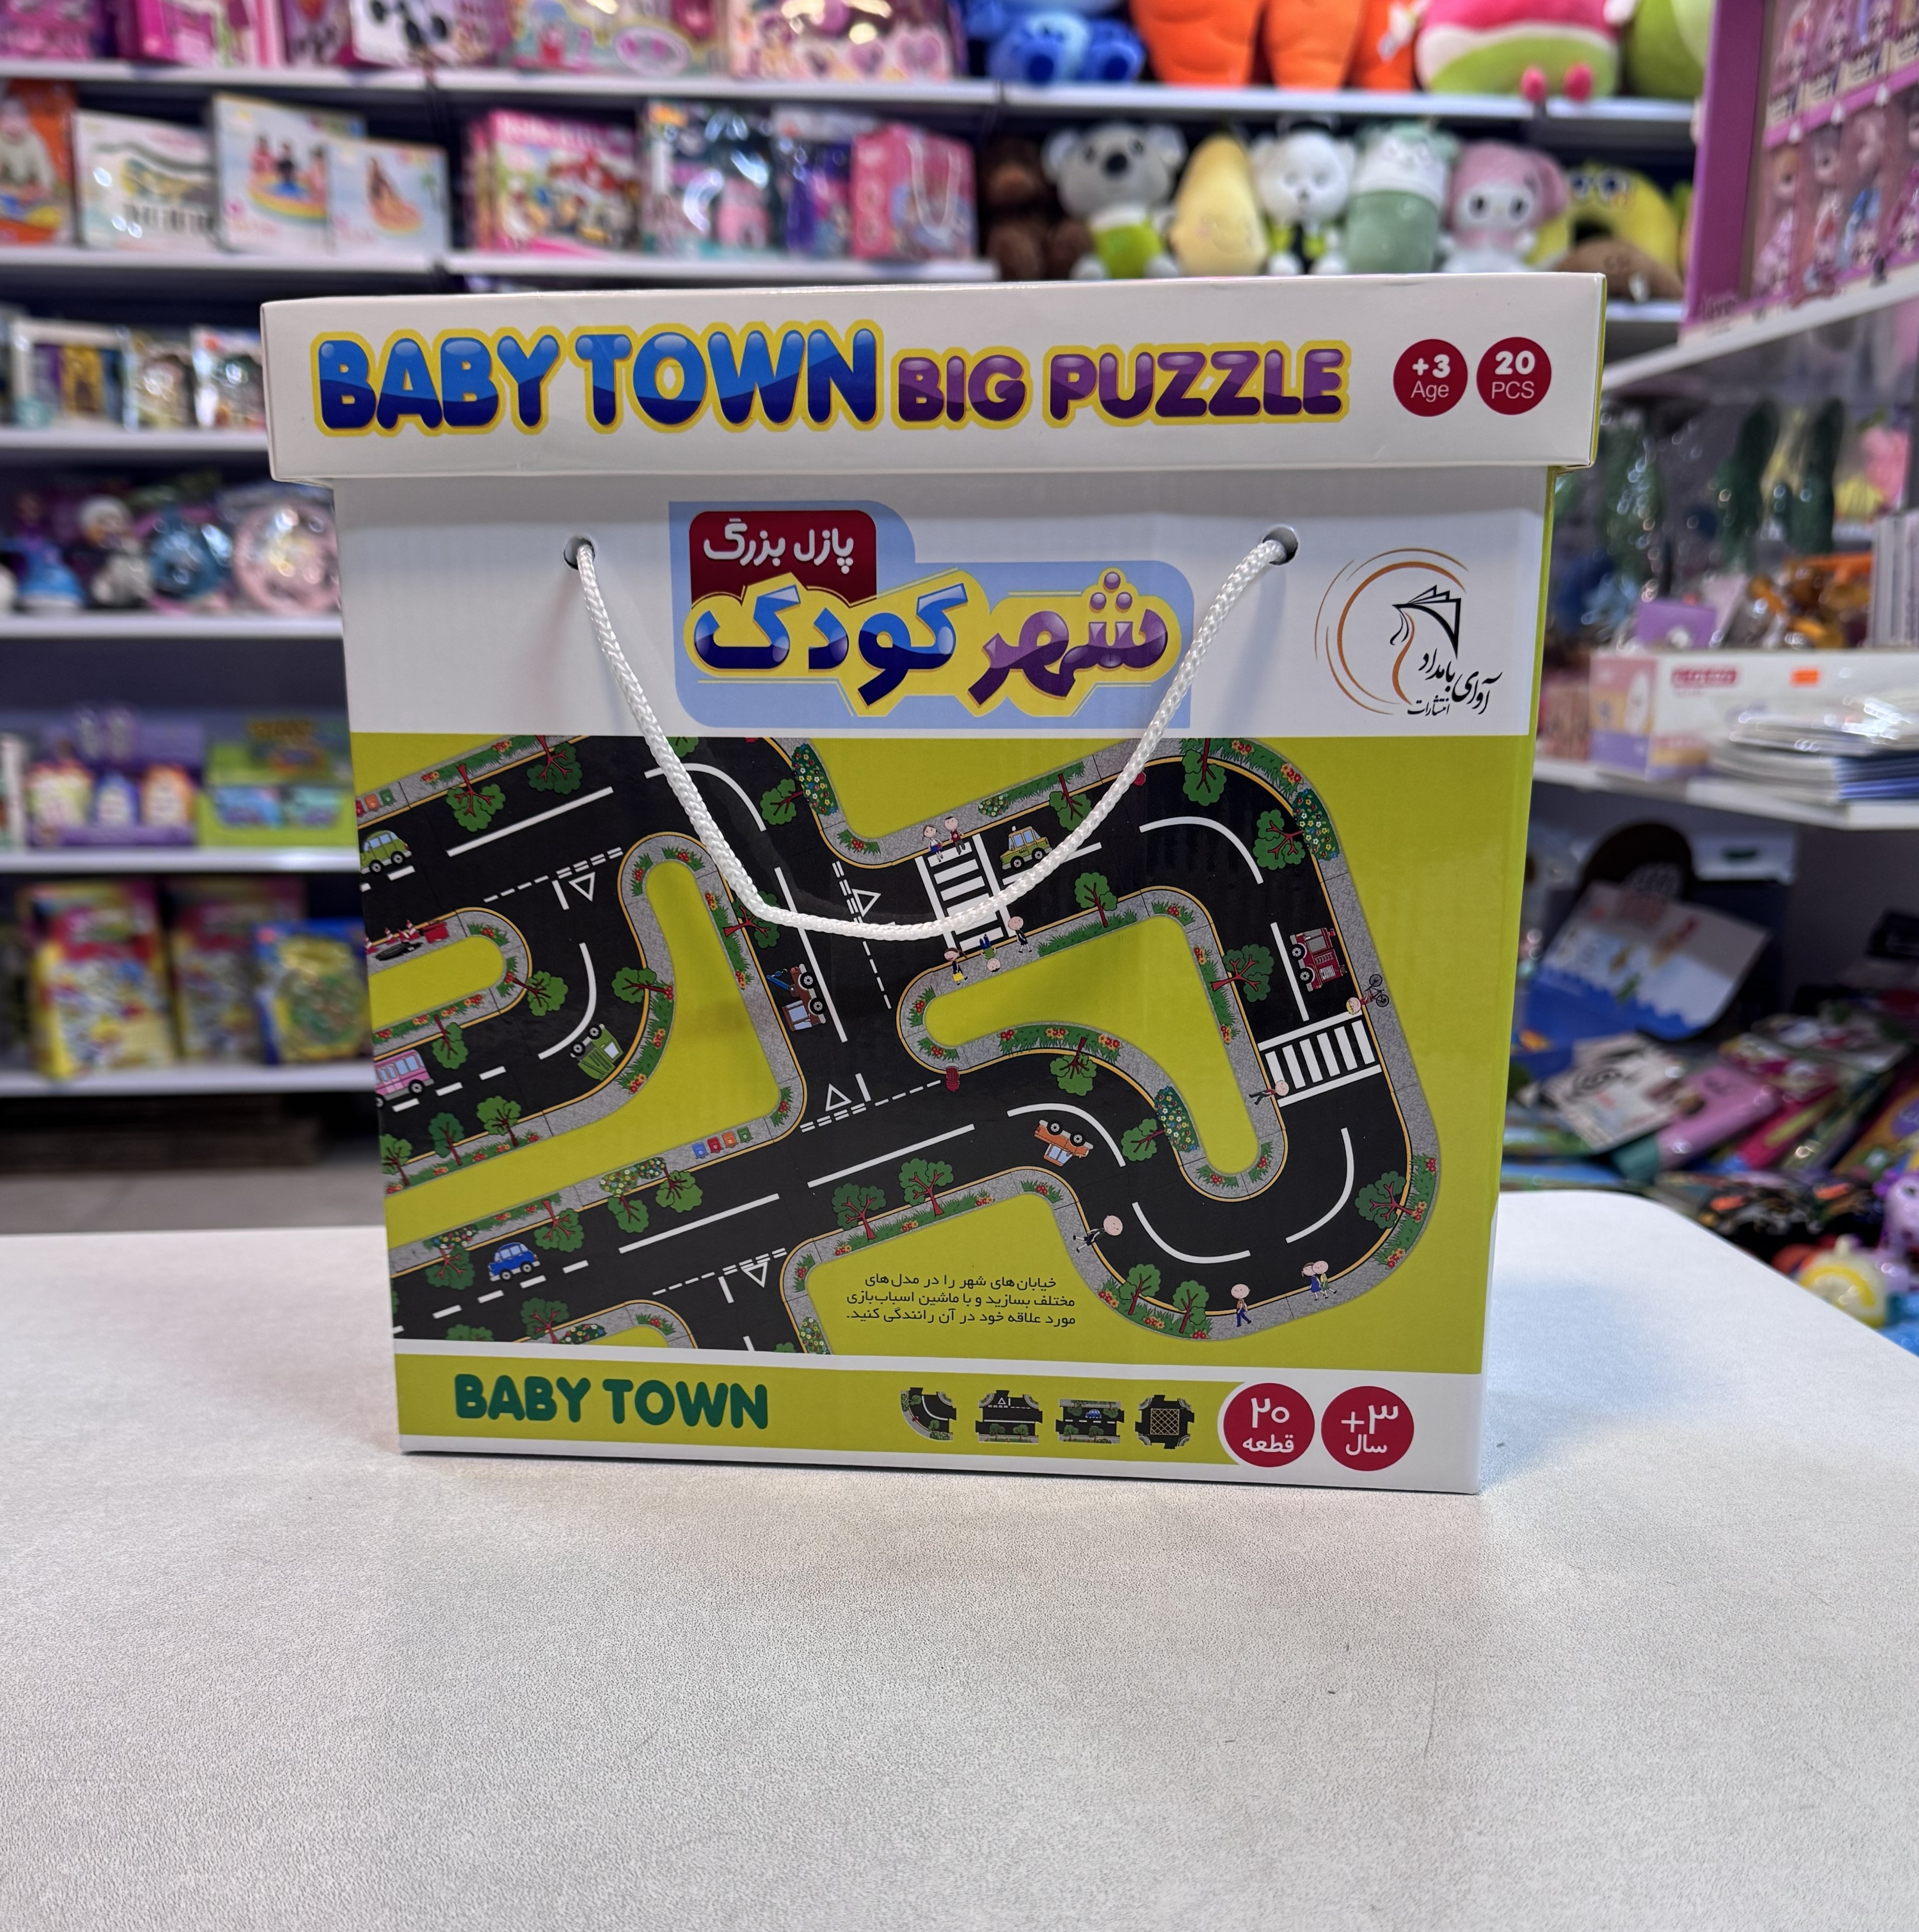 BABY TOWN BIG PUZZLE
+3
Age
20
PCS
پازل بزرگ
شهر کودک
آوای بامداد
انتشارات
خیابان‌های شهر را در مدل‌های
مختلف بسازید و با ماشین اسباب‌بازی
مورد علاقه خود در آن رانندگی کنید.
BABY TOWN
۲۰
قطعه
+۳
سال